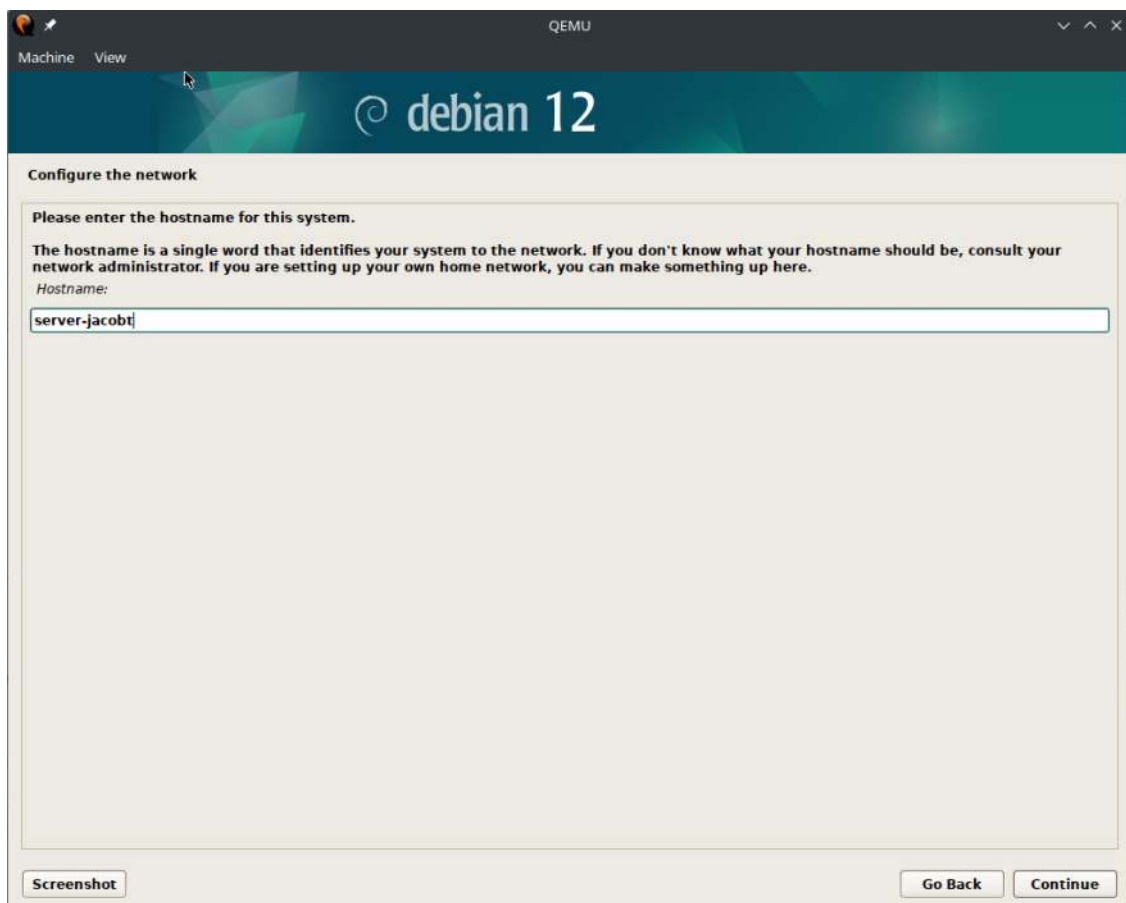 QEMU
Machine View
debian 12
Configure the network
Please enter the hostname for this system.
The hostname is a single word that identifies your system to the network. If you don't know what your hostname should be, consult your
network administrator. If you are setting up your own home network, you can make something up here.
Hostname:
server-jacobt
Screenshot Go Back Continue